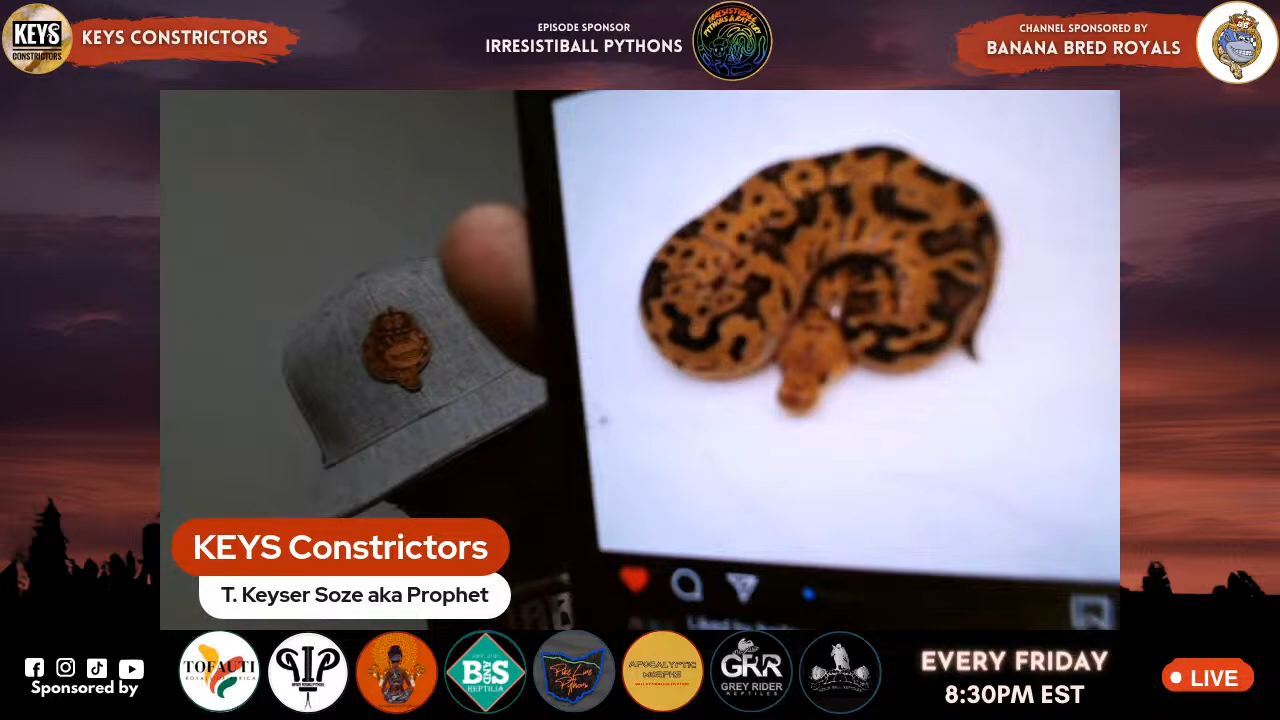 KEYS
CONSTRICTORS
KEYS CONSTRICTORS
EPISODE SPONSOR
IRRESISTIBALL PYTHONS
CHANNEL SPONSORED BY
BANANA BRED ROYALS
KEYS Constrictors
T. Keyser Soze aka Prophet
Sponsored by
TOFAUTI
APOCALYPTIC
MORPHS
GRR
GREY RIDER
REPTILES
REPTILIA
EVERY FRIDAY
8:30PM EST
LIVE